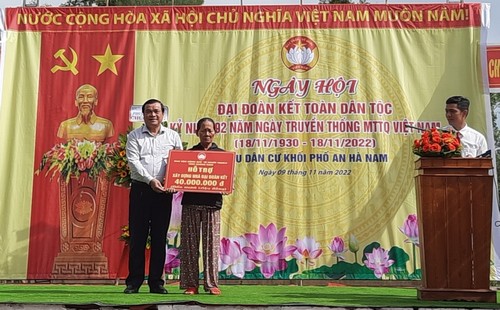 NƯỚC CỘNG HÒA XÃ HỘI CHỦ NGHĨA VIỆT NAM MUÔN NĂM!
NGÀY HỘI
ĐẠI ĐOÀN KẾT TOÀN DÂN TỘC
92 NĂM NGÀY TRUYỀN THỐNG MTTQ VIỆT NAM
(18/11/1930 - 18/11/2022)
DÂN CƯ KHỐI PHỐ AN HÀ NAM
Ngày 09 tháng 11 năm 2022
HỖ TRỢ
XÂY DỰNG NHÀ ĐẠI ĐOÀN KẾT
40.000.000 đ